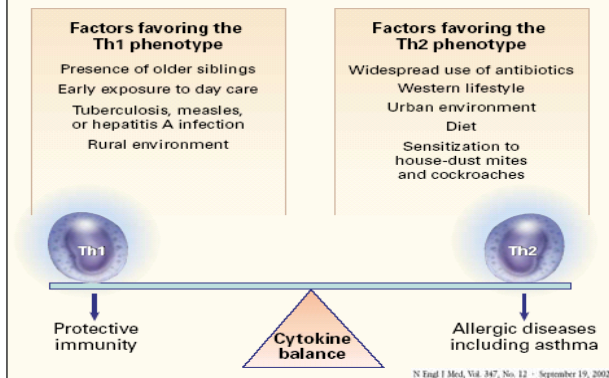 Factors favoring the
Th1 phenotype
Presence of older siblings
Early exposure to day care
Tuberculosis, measles,
or hepatitis A infection
Rural environment
Factors favoring the
Th2 phenotype
Widespread use of antibiotics
Western lifestyle
Urban environment
Diet
Sensitization to
house-dust mites
and cockroaches
Th1
Th2
Protective
immunity
Cytokine
balance
Allergic diseases
including asthma
N Engl J Med, Vol. 347, No. 12 · September 19, 2002